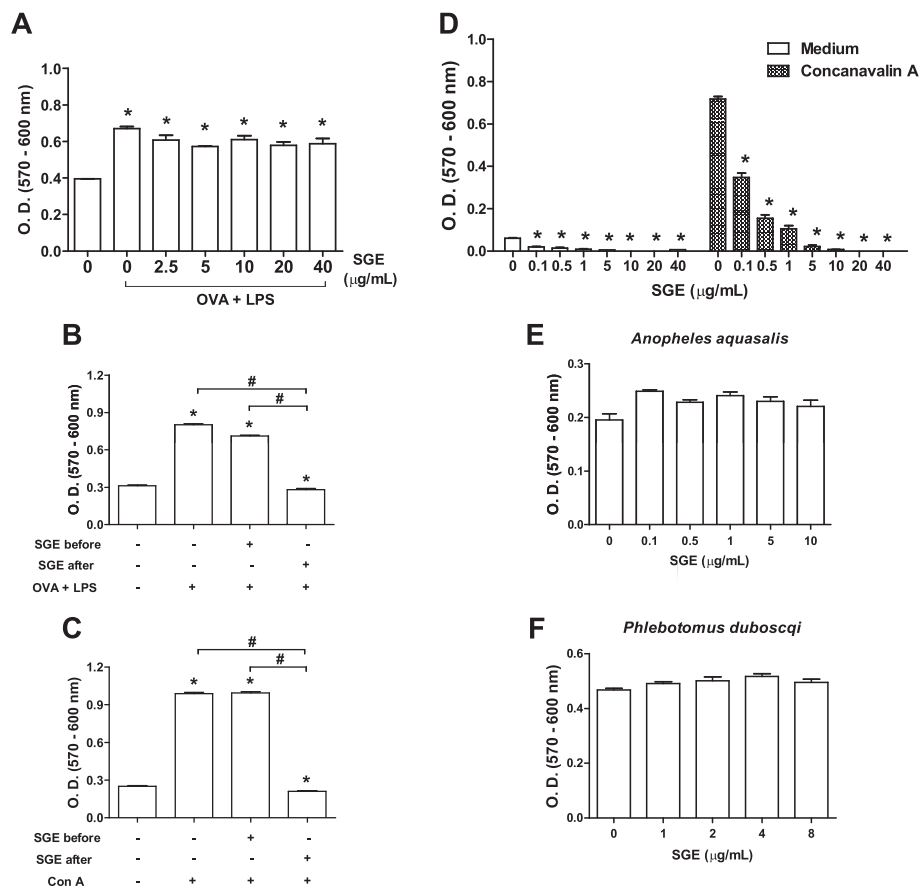 A
O. D. (570 - 600 nm)
1.0
0.8
0.6
0.4
0.2
0.0
* * * * * *
0 0 2.5 5 10 20 40 SGE
(μg/mL)
OVA + LPS
D
Medium
Concanavalin A
O. D. (570 - 600 nm)
1.0
0.8
0.6
0.4
0.2
0.0
* * * * * * * * * * * * * *
0 0.1 0.5 1 5 10 20 40 0 0.1 0.5 1 5 10 20 40
SGE (μg/mL)
B
O. D. (570 - 600 nm)
1.2
0.9
0.6
0.3
0.0
#
#
* * *
SGE before - - + -
SGE after - - - +
OVA + LPS - + + +
E
Anopheles aquasalis
O. D. (570 - 600 nm)
0.3
0.2
0.1
0.0
0 0.1 0.5 1 5 10
SGE (μg/mL)
C
O. D. (570 - 600 nm)
1.2
0.9
0.6
0.3
0.0
#
#
* * *
SGE before - - + -
SGE after - - - +
Con A - + + +
F
Phlebotomus duboscqi
O. D. (570 - 600 nm)
0.6
0.4
0.2
0.0
0 1 2 4 8
SGE (μg/mL)